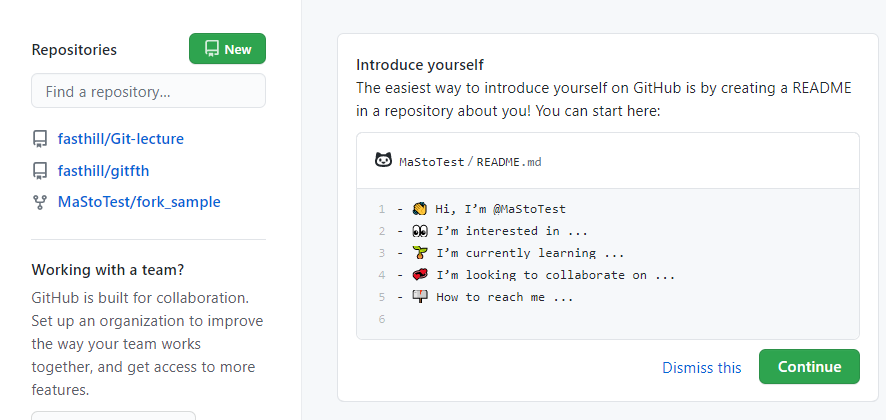 Repositories
New
Find a repository...
fasthill/Git-lecture
fasthill/gitfth
MaStoTest/fork_sample
Working with a team?
GitHub is built for collaboration.
Set up an organization to improve
the way your team works
together, and get access to more
features.
Introduce yourself
The easiest way to introduce yourself on GitHub is by creating a README
in a repository about you! You can start here:
MaStoTest/README.md
1 - 👋 Hi, I’m @MaStoTest
2 - 👀 I’m interested in ...
3 - 🌱 I’m currently learning ...
4 - 💞️ I’m looking to collaborate on ...
5 - 📫 How to reach me ...
6
Dismiss this
Continue